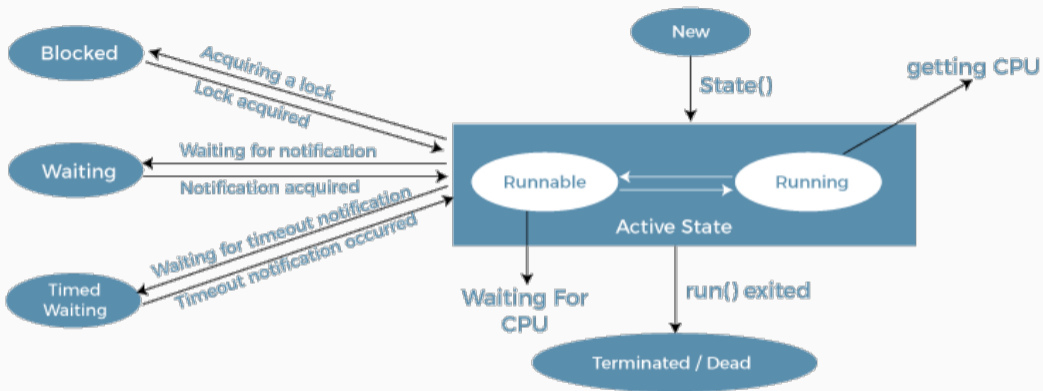 New
Blocked
Acquiring a lock
Lock acquired
State()
getting CPU
Waiting
Waiting for notification
Notification acquired
Runnable
Running
Active State
Waiting for timeout notification
Timeout notification occurred
Timed
Waiting
Waiting For
CPU
run() exited
Terminated / Dead